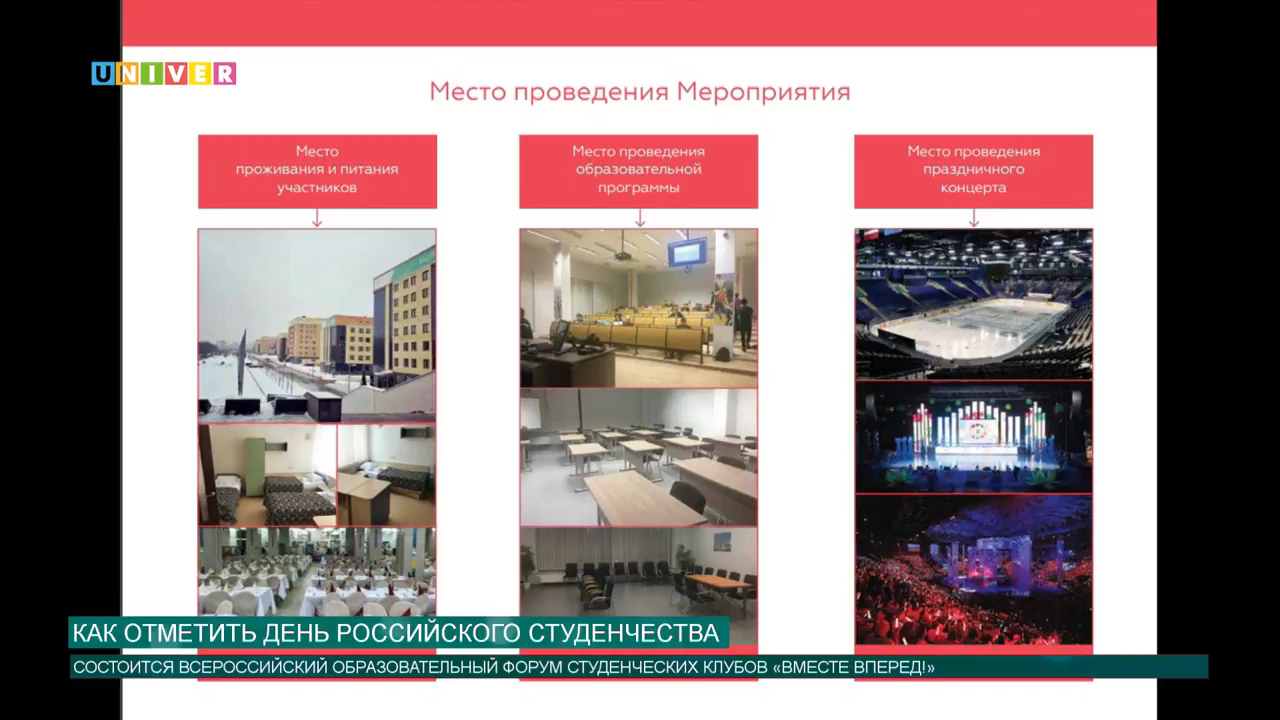 UNIVER
Место проведения Мероприятия
Место
проживания и питания
участников
Место проведения
образовательной
программы
Место проведения
праздничного
концерта
КАК ОТМЕТИТЬ ДЕНЬ РОССИЙСКОГО СТУДЕНЧЕСТВА
СОСТОИТСЯ ВСЕРОССИЙСКИЙ ОБРАЗОВАТЕЛЬНЫЙ ФОРУМ СТУДЕНЧЕСКИХ КЛУБОВ «ВМЕСТЕ ВПЕРЕД!»